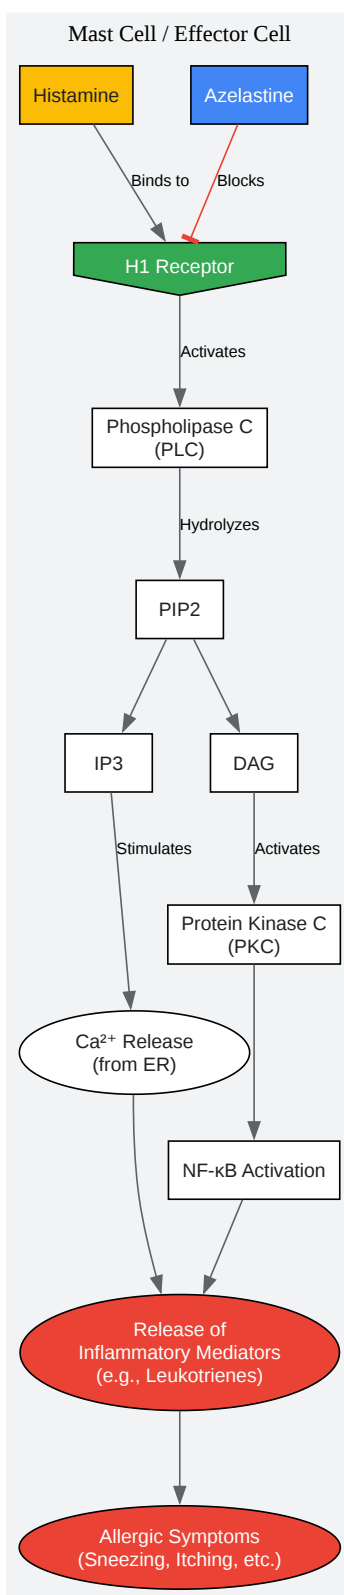 Mast Cell / Effector Cell
Histamine
Azelastine
Binds to
Blocks
H1 Receptor
Activates
Phospholipase C
(PLC)
Hydrolyzes
PIP2
IP3
DAG
Stimulates
Activates
Protein Kinase C
(PKC)
Ca²⁺ Release
(from ER)
NF-κB Activation
Release of
Inflammatory Mediators
(e.g., Leukotrienes)
Allergic Symptoms
(Sneezing, Itching, etc.)